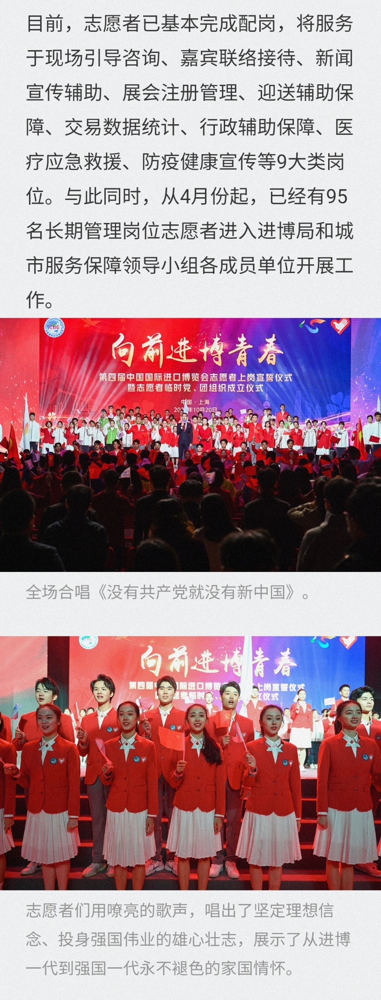 目前，志愿者已基本完成配岗，将服务
于现场引导咨询、嘉宾联络接待、新闻
宣传辅助、展会注册管理、迎送辅助保
障、交易数据统计、行政辅助保障、医
疗应急救援、防疫健康宣传等9大类岗
位。与此同时，从4月份起，已经有95
名长期管理岗位志愿者进入进博局和城
市服务保障领导小组各成员单位开展工
作。
CIIE
向前进博青春
第四届中国国际进口博览会志愿者上岗宣誓仪式
暨志愿者临时党、团组织成立仪式
中国·上海
年10月20日
全场合唱《没有共产党就没有新中国》。
向前进博青春
第四届中 国际进口博览 上岗宣誓仪式
志愿者临时 立仪式
志愿者们用嘹亮的歌声，唱出了坚定理想信
念、投身强国伟业的雄心壮志，展示了从进博
一代到强国一代永不褪色的家国情怀。